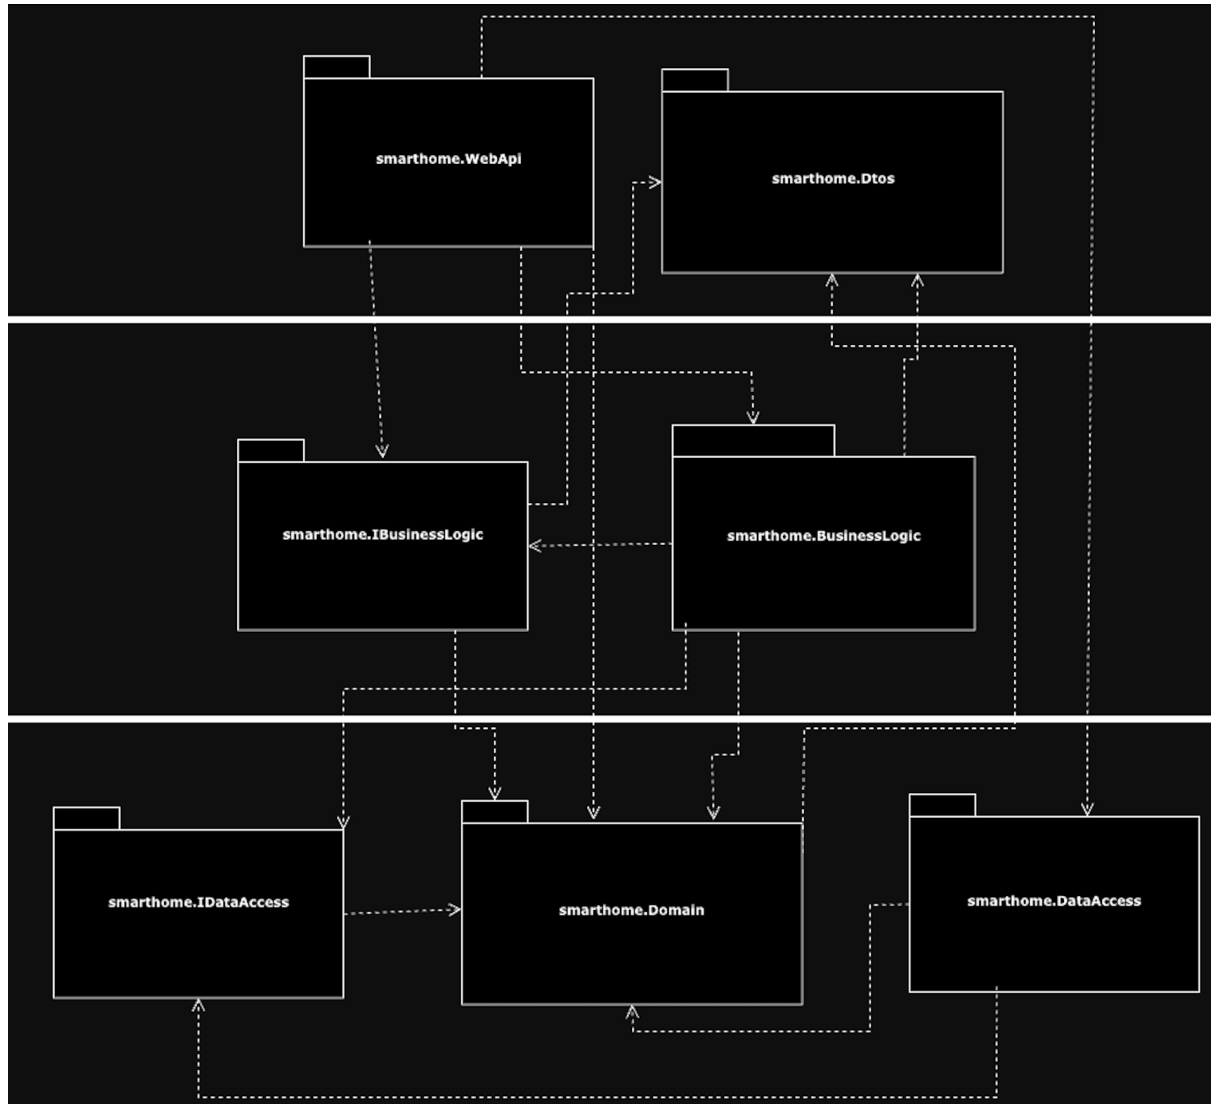 smarthome.WebApi
smarthome.Dtos
smarthome.IBusinessLogic
smarthome.BusinessLogic
smarthome.IDataAccess
smarthome.Domain
smarthome.DataAccess